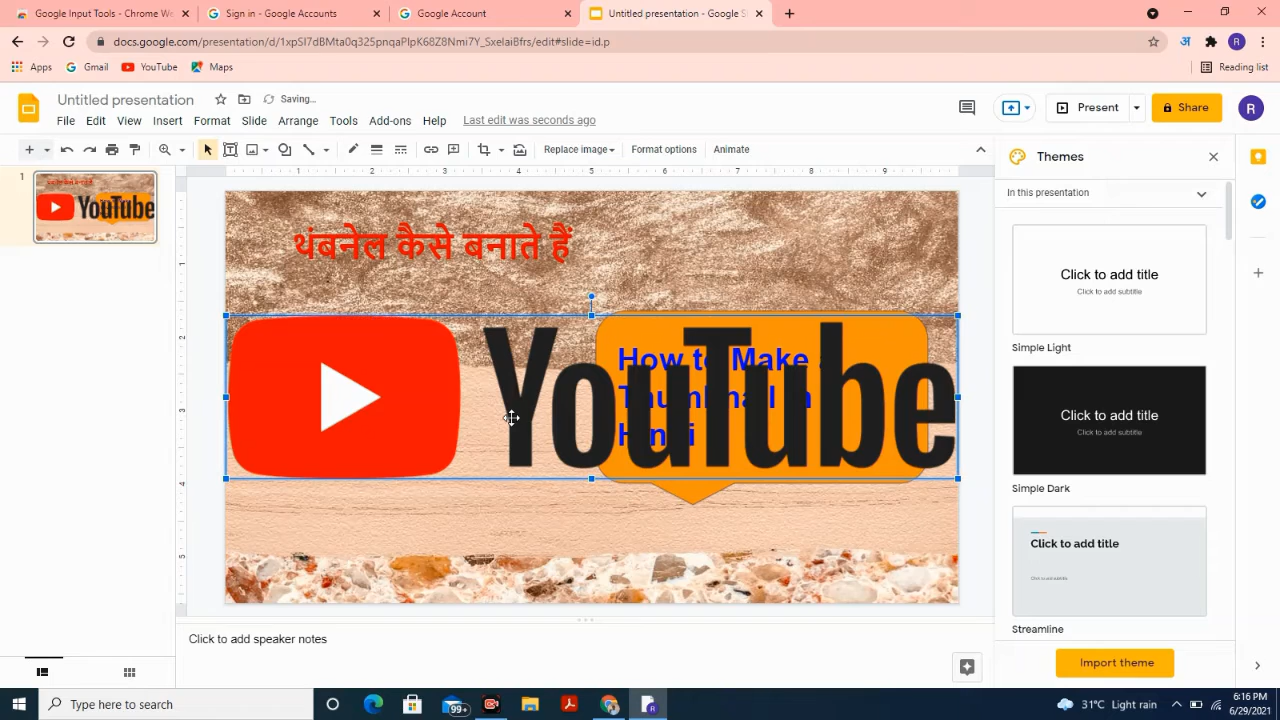 Google Input Tools - Chrome We
Sign in - Google Accounts
Google Account
Untitled presentation - Google S
docs.google.com/presentation/d/1xpSI7dBMta0q325pnqaPlpK68Z8Nmi7Y_SxelaiBfrs/edit#slide=id.p
R
Apps
Gmail
YouTube
Maps
Reading list
Untitled presentation
Saving...
Present
Share
R
File Edit View Insert Format Slide Arrange Tools Add-ons Help Last edit was seconds ago
Replace image
Format options
Animate
1
थंबनेल कैसे बनाते हैं
YouTube
How to Make
Hindi
Click to add speaker notes
Themes
In this presentation
Click to add title
Click to add subtitle
Simple Light
Click to add title
Click to add subtitle
Simple Dark
Click to add title
Click to add subtitle
Streamline
Import theme
Type here to search
99+
31°C Light rain
6:16 PM
6/29/2021